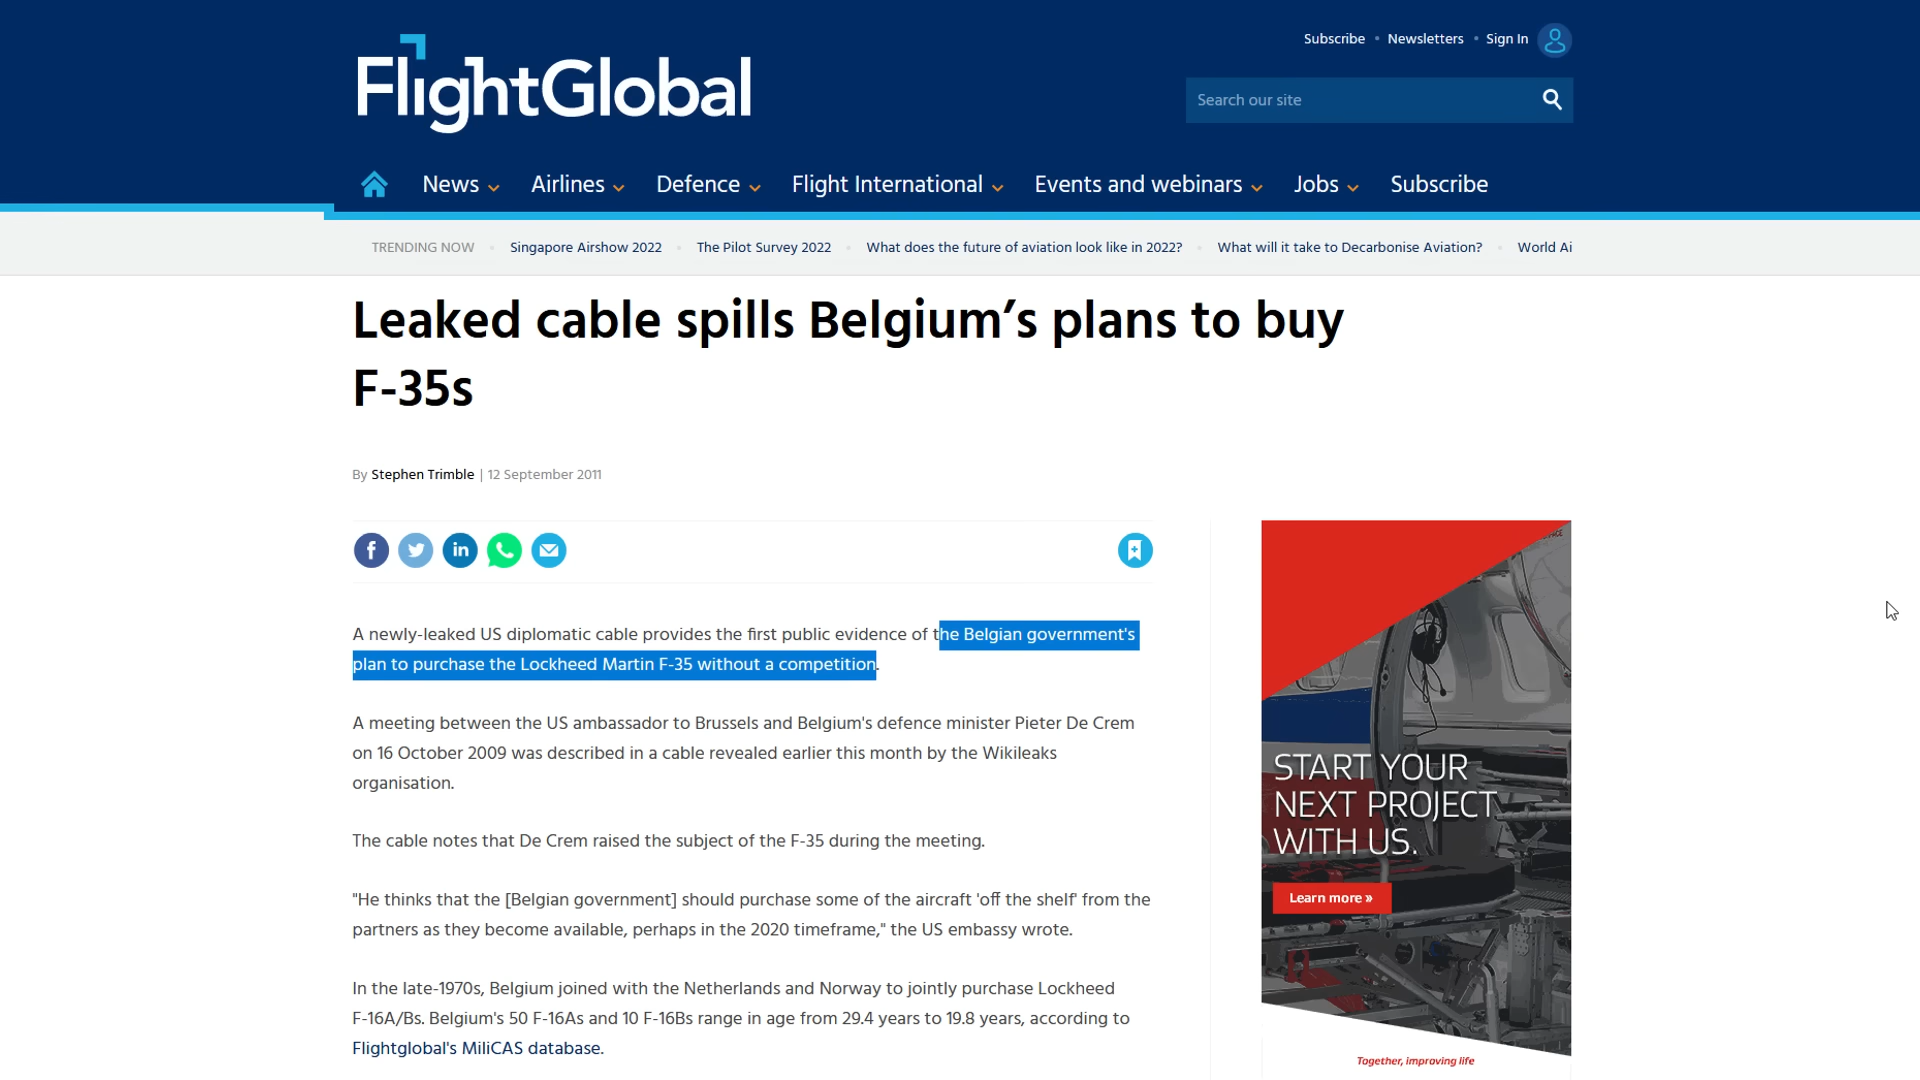 Subscribe • Newsletters • Sign In
FlightGlobal
Search our site
News Airlines Defence Flight International Events and webinars Jobs Subscribe
TRENDING NOW • Singapore Airshow 2022 • The Pilot Survey 2022 • What does the future of aviation look like in 2022? • What will it take to Decarbonise Aviation? • World Ai
Leaked cable spills Belgium’s plans to buy
F-35s
By Stephen Trimble | 12 September 2011
A newly-leaked US diplomatic cable provides the first public evidence of the Belgian government's
plan to purchase the Lockheed Martin F-35 without a competition.
A meeting between the US ambassador to Brussels and Belgium's defence minister Pieter De Crem
on 16 October 2009 was described in a cable revealed earlier this month by the Wikileaks
organisation.
The cable notes that De Crem raised the subject of the F-35 during the meeting.
"He thinks that the [Belgian government] should purchase some of the aircraft 'off the shelf' from the
partners as they become available, perhaps in the 2020 timeframe," the US embassy wrote.
In the late-1970s, Belgium joined with the Netherlands and Norway to jointly purchase Lockheed
F-16A/Bs. Belgium's 50 F-16As and 10 F-16Bs range in age from 29.4 years to 19.8 years, according to
Flightglobal's MiliCAS database.
START YOUR
NEXT PROJECT
WITH US.
Learn more »
Together, improving life